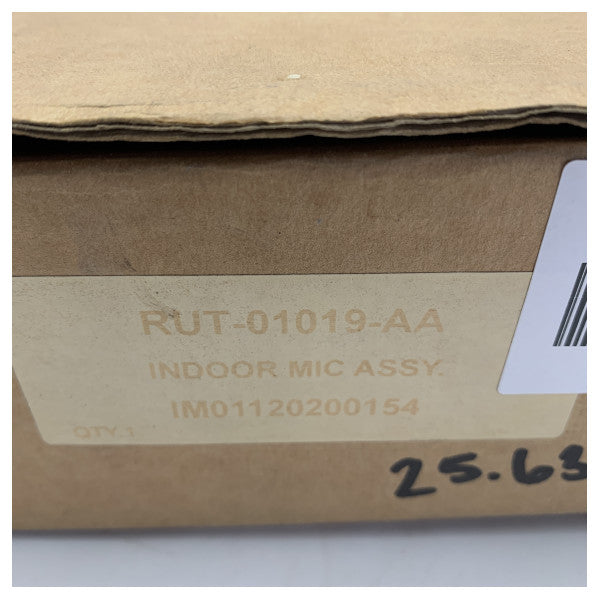 RUT-01019-AA
INDOOR MIC ASSY.
IM01120200154
QTY.1
25.63